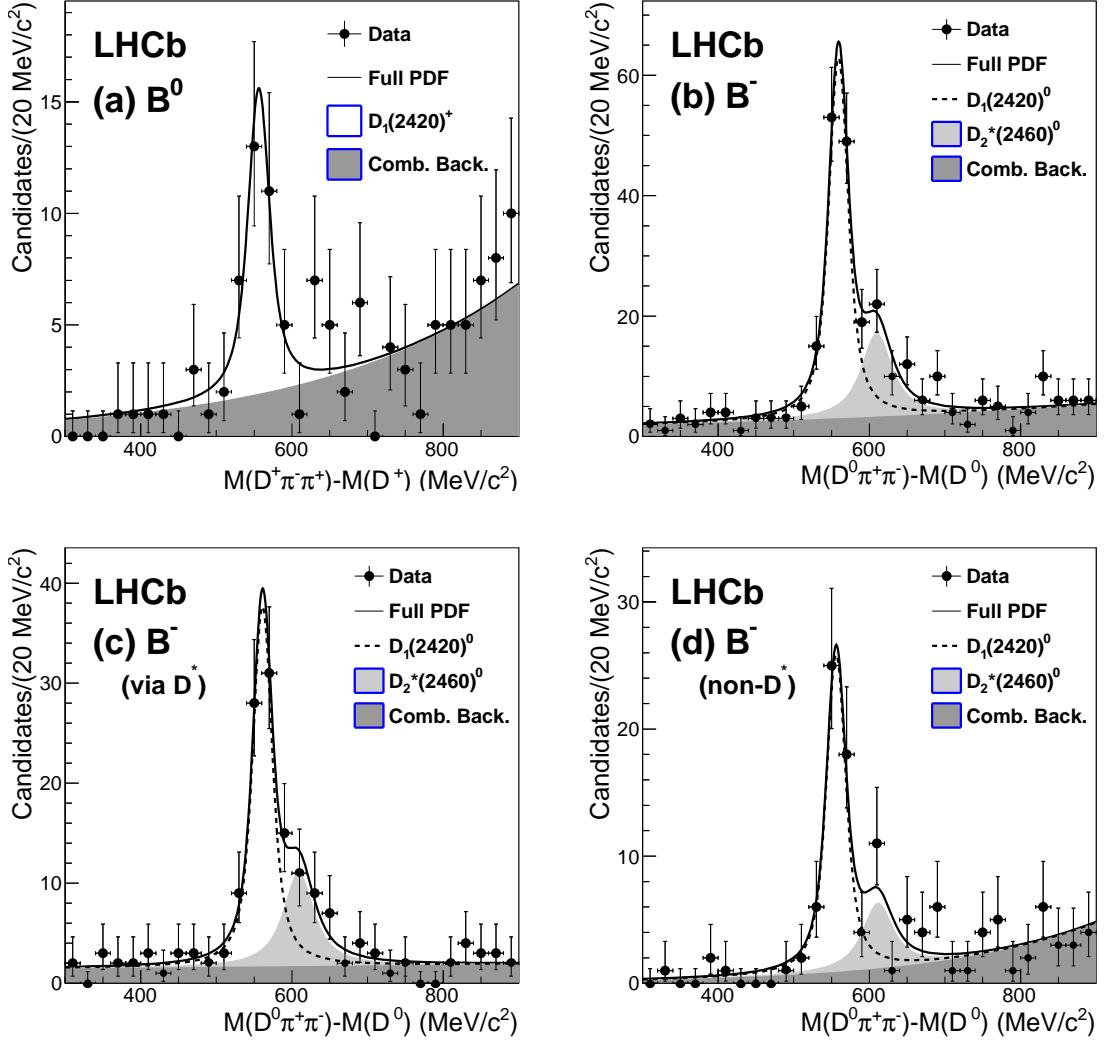 LHCb
(a) B⁰
Data
Full PDF
D₁(2420)⁺
Comb. Back.
Candidates/(20 MeV/c²)
15
10
5
0
400
600
800
M(D⁺π⁻π⁺)-M(D⁺) (MeV/c²)
LHCb
(b) B⁻
Data
Full PDF
D₁(2420)⁰
D₂*(2460)⁰
Comb. Back.
Candidates/(20 MeV/c²)
60
40
20
0
400
600
800
M(D⁰π⁺π⁻)-M(D⁰) (MeV/c²)
LHCb
(c) B⁻
(via D*)
Data
Full PDF
D₁(2420)⁰
D₂*(2460)⁰
Comb. Back.
Candidates/(20 MeV/c²)
40
30
20
10
0
400
600
800
M(D⁰π⁺π⁻)-M(D⁰) (MeV/c²)
LHCb
(d) B⁻
(non-D*)
Data
Full PDF
D₁(2420)⁰
D₂*(2460)⁰
Comb. Back.
Candidates/(20 MeV/c²)
30
20
10
0
400
600
800
M(D⁰π⁺π⁻)-M(D⁰) (MeV/c²)